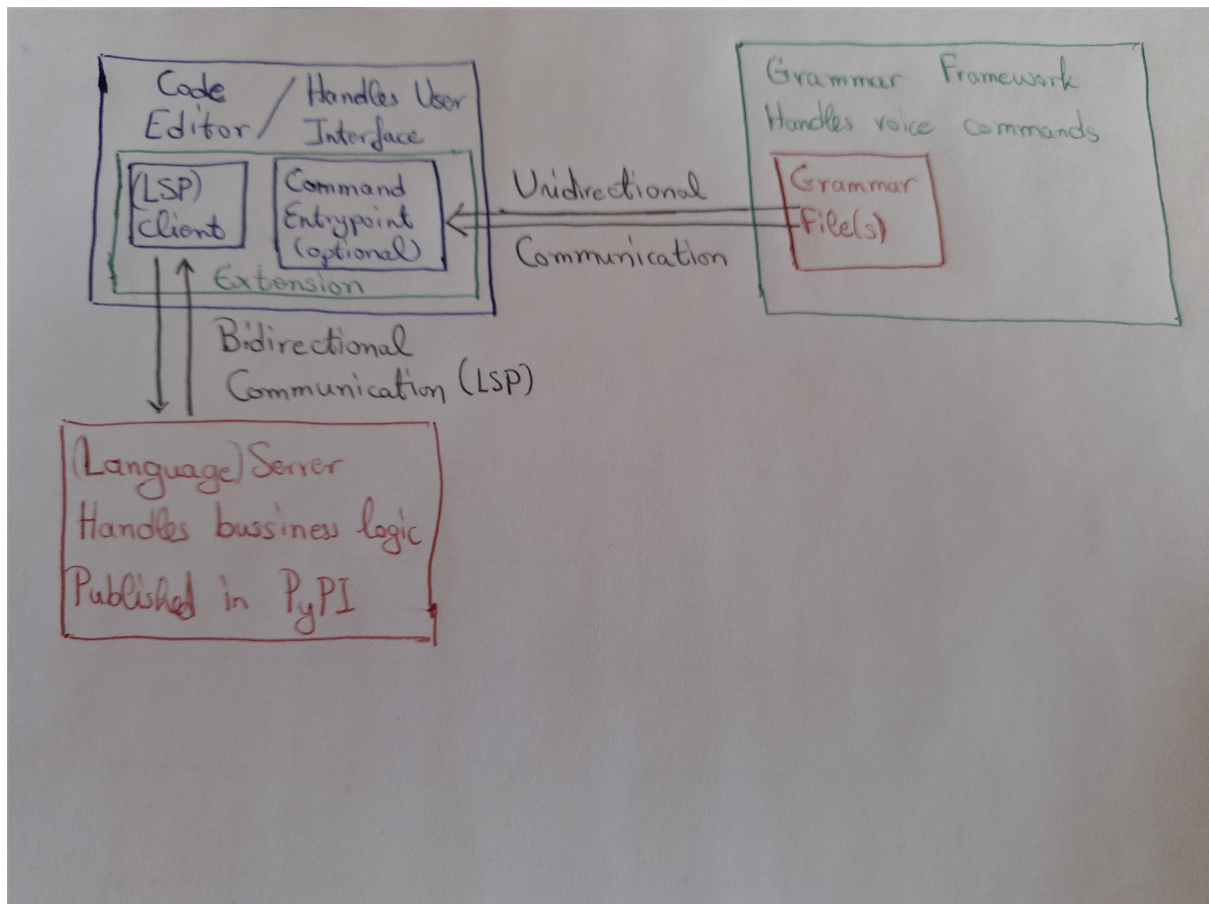 Code
Editor /
Handles User
Interface
(LSP)
Client
Command
Entrypoint
(optional)
Extension
Unidirectional
Communication
Grammar Framework
Handles voice commands
Grammar
File(s)
Bidirectional
Communication (LSP)
(Language) Server
Handles bussiness logic
Published in PyPI